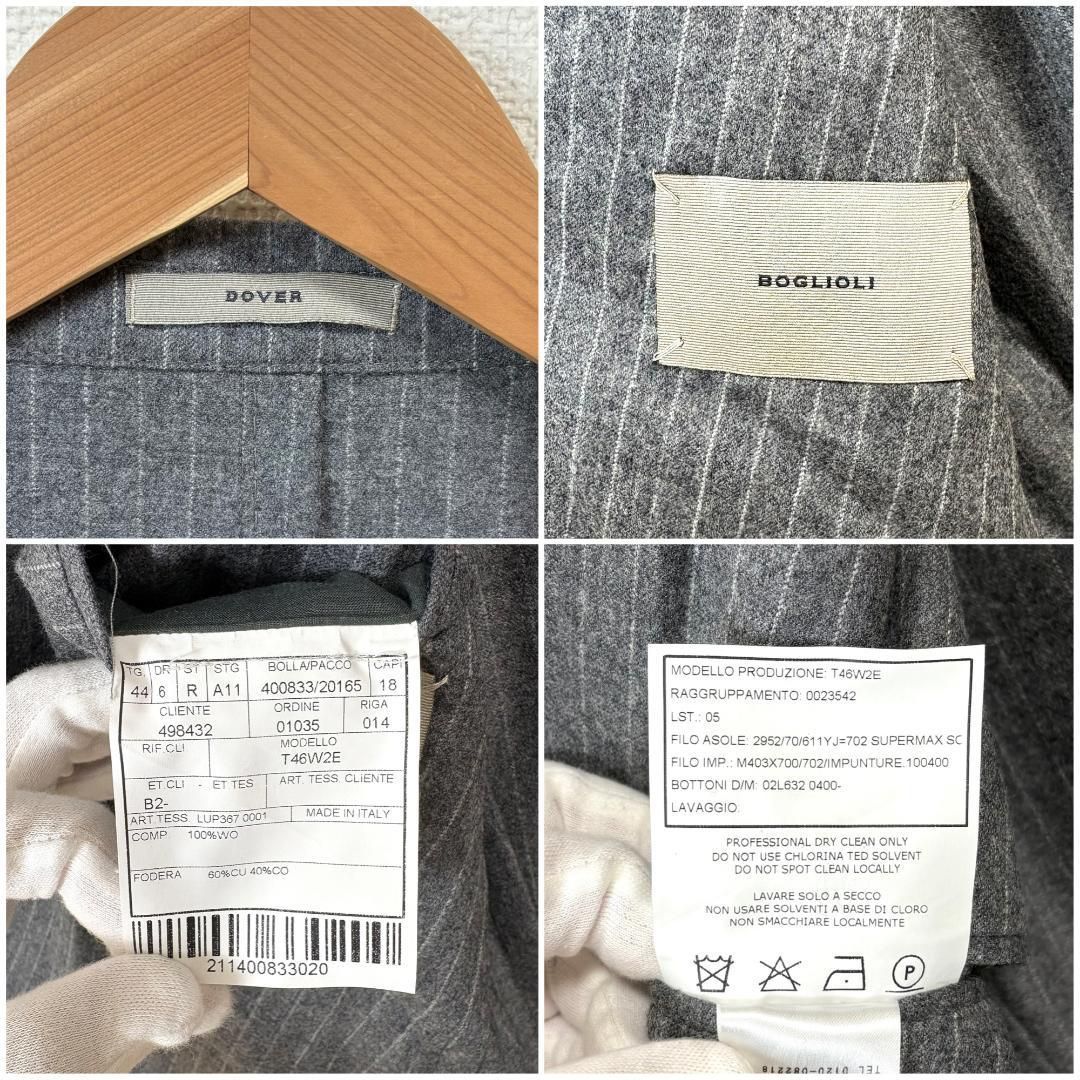 DOVER
BOGLIOLI
TG. DR ST STG BOLLA/PACCO CAPI
44 6 R A11 400833/20165 18
CLIENTE ORDINE RIGA
498432 01035 014
RIF.CLI MODELLO
T46W2E
ET.CLI - ET.TES ART. TESS. CLIENTE
B2-
ART.TESS. LUP367 0001 MADE IN ITALY
COMP. 100%WO
FODERA 60%CU 40%CO
211400833020
MODELLO PRODUZIONE: T46W2E
RAGGRUPPAMENTO: 0023542
LST.: 05
FILO ASOLE: 2952/70/611YJ=702 SUPERMAX SC
FILO IMP.: M403X700/702/IMPUNTURE.100400
BOTTONI D/M: 02L632 0400-
LAVAGGIO:
PROFESSIONAL DRY CLEAN ONLY
DO NOT USE CHLORINA TED SOLVENT
DO NOT SPOT CLEAN LOCALLY
LAVARE SOLO A SECCO
NON USARE SOLVENTI A BASE DI CLORO
NON SMACCHIARE LOCALMENTE
P
TEL 0120-082218